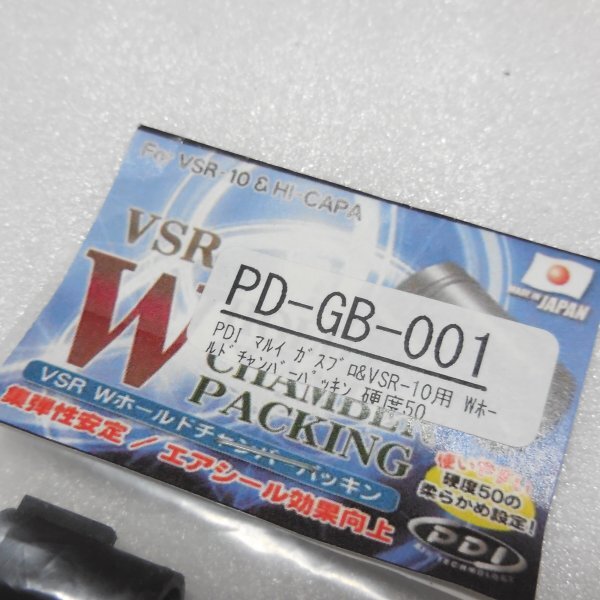 For VSR-10 & HI-CAPA
VSR
W
MADE IN JAPAN
PD-GB-001
PDI マルイ ガスブロ&VSR-10用 Wホー
ルドチャンバーパッキン 硬度50
CHAMBER
PACKING
VSR Wホールドチャンバーパッキン
集弾性安定/エアシール効果向上
硬度50の
柔らかめ設定!
PDI
TECHNOLOGY